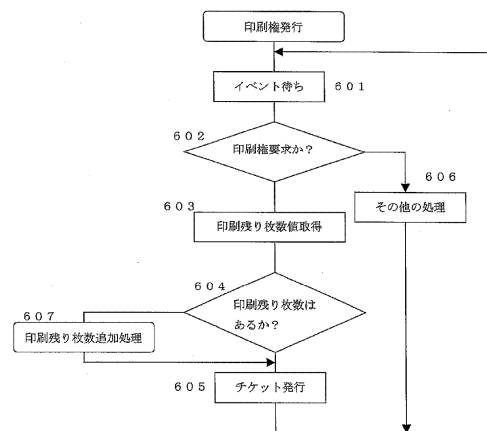 印刷権発行
イベント待ち
６０１
６０２
印刷権要求か？
６０６
その他の処理
６０３
印刷残り枚数値取得
６０４
印刷残り枚数は
あるか？
６０７
印刷残り枚数追加処理
６０５
チケット発行